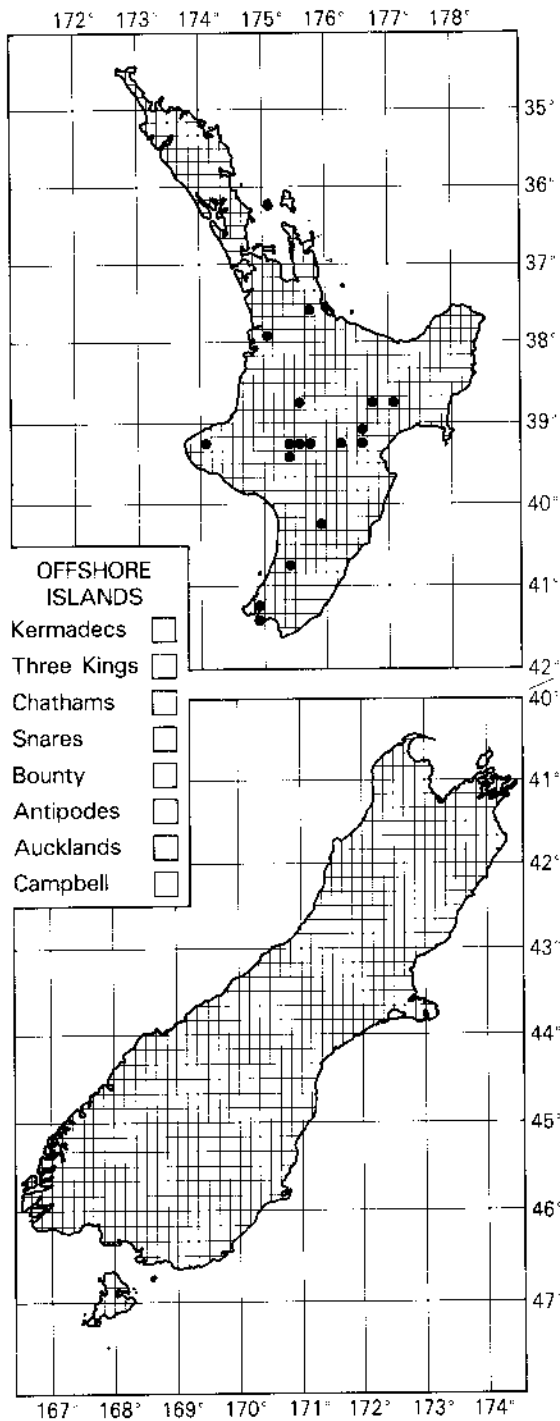 172° 173° 174° 175° 176° 177° 178°
35°
36°
37°
38°
39°
40°
41°
42°
OFFSHORE
ISLANDS
Kermadecs
Three Kings
Chathams
Snares
Bounty
Antipodes
Aucklands
Campbell
40°
41°
42°
43°
44°
45°
46°
47°
167° 168° 169° 170° 171° 172° 173° 174°